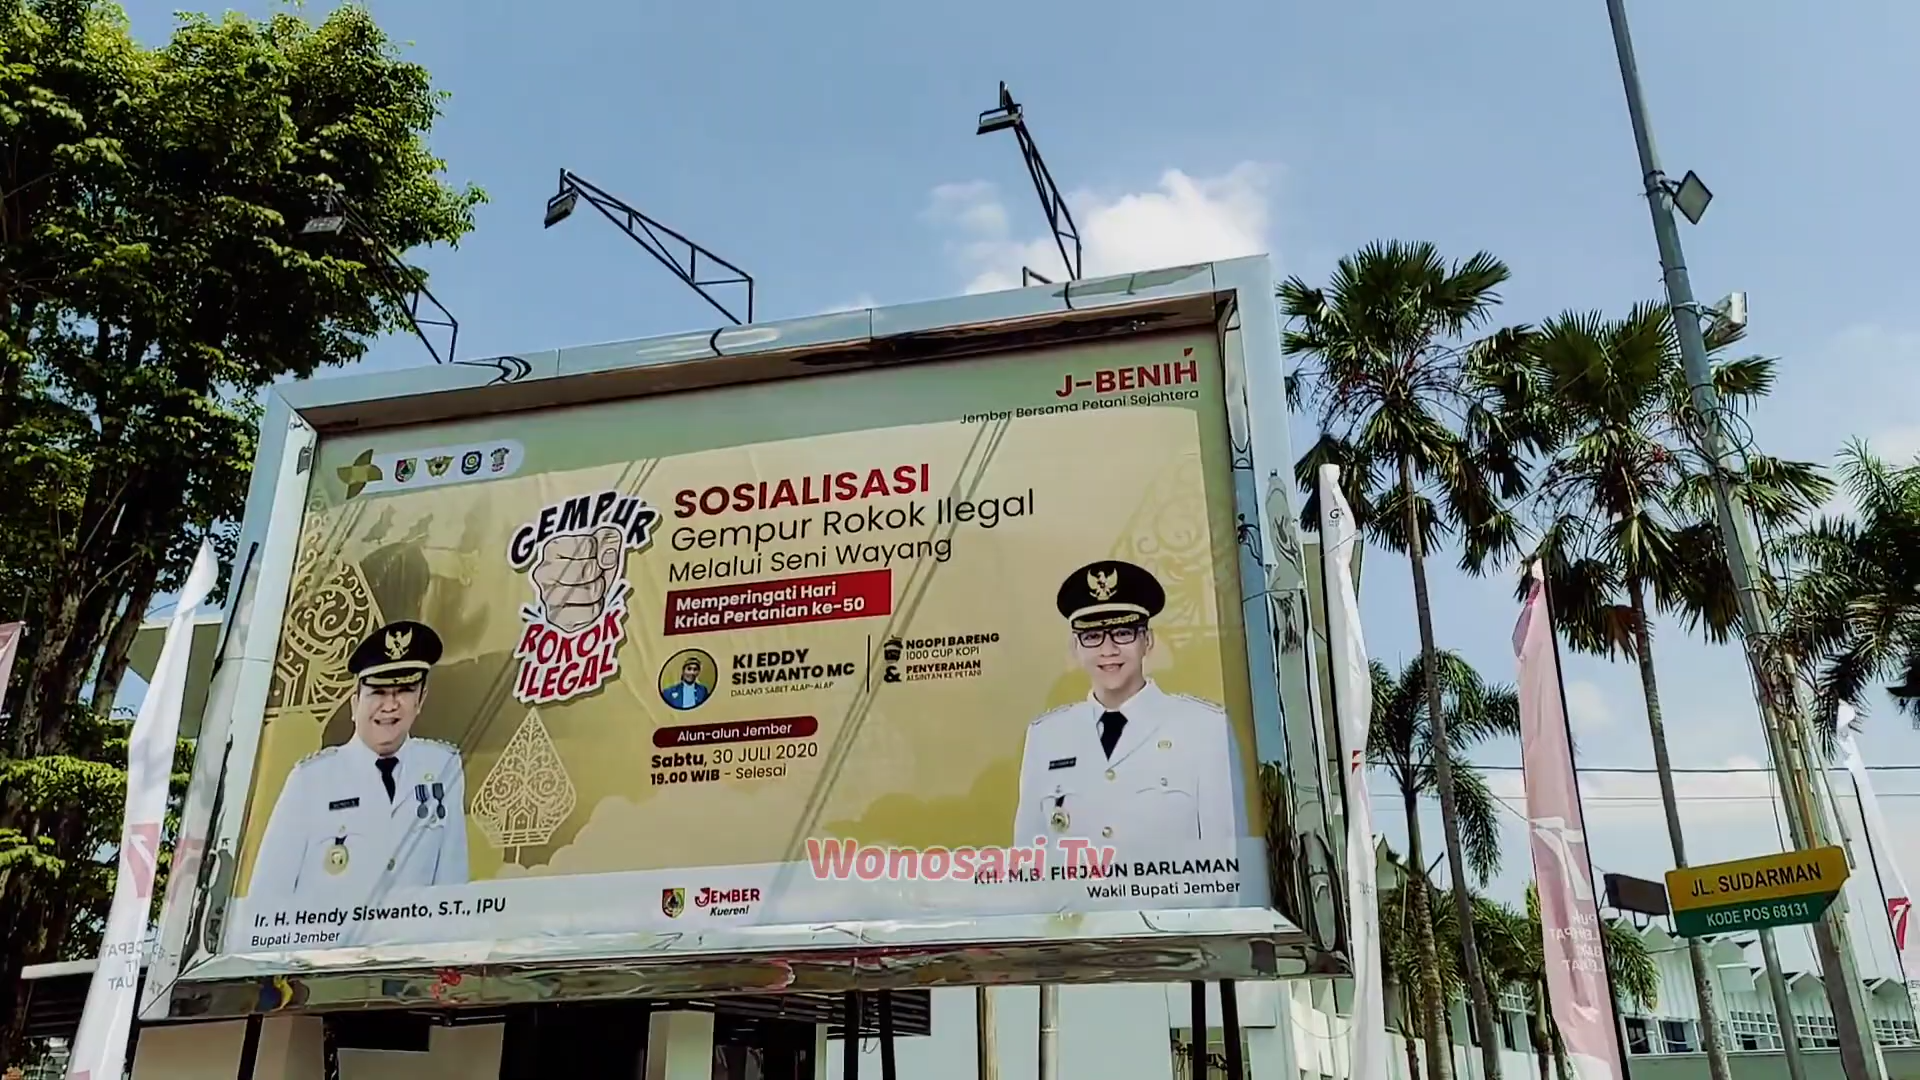 J-BENIH
Jember Bersama Petani Sejahtera
GEMPUR
ROKOK
ILEGAL
SOSIALISASI
Gempur Rokok Ilegal
Melalui Seni Wayang
Memperingati Hari
Krida Pertanian ke-50
KI EDDY
SISWANTO MC
DALANG SABET ALAP-ALAP
NGOPI BARENG
1000 CUP KOPI
& PENYERAHAN
ALSINTAN KE PETANI
Alun-alun Jember
Sabtu, 30 JULI 2020
19.00 WIB - Selesai
Wonosari Tv
Ir. H. Hendy Siswanto, S.T., IPU
Bupati Jember
JEMBER
Kueren!
KH. M.B. FIRJAUN BARLAMAN
Wakil Bupati Jember
JL. SUDARMAN
KODE POS 68131